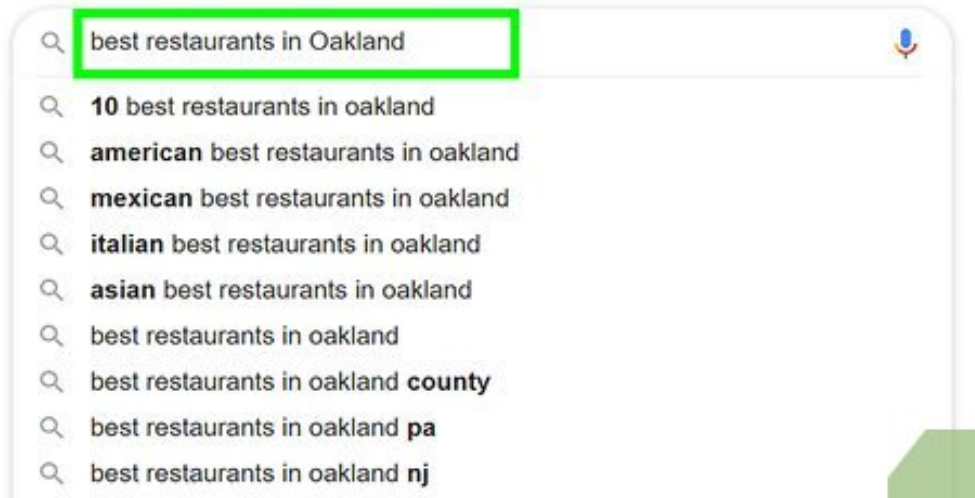 best restaurants in Oakland
10 best restaurants in oakland
american best restaurants in oakland
mexican best restaurants in oakland
italian best restaurants in oakland
asian best restaurants in oakland
best restaurants in oakland
best restaurants in oakland county
best restaurants in oakland pa
best restaurants in oakland nj